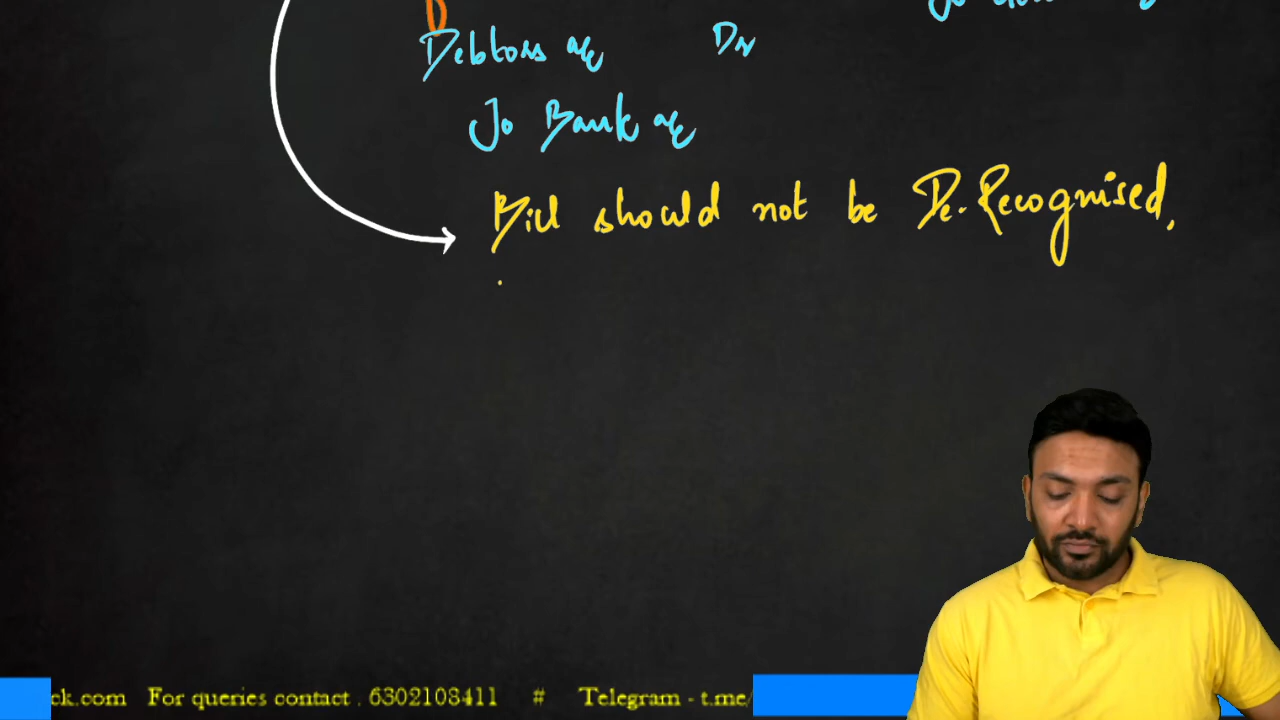 Debtors a/c Dr
To Bank a/c
Bill should not be De-Recognised,
ck.com For queries contact . 6302108411 # Telegram - t.me/